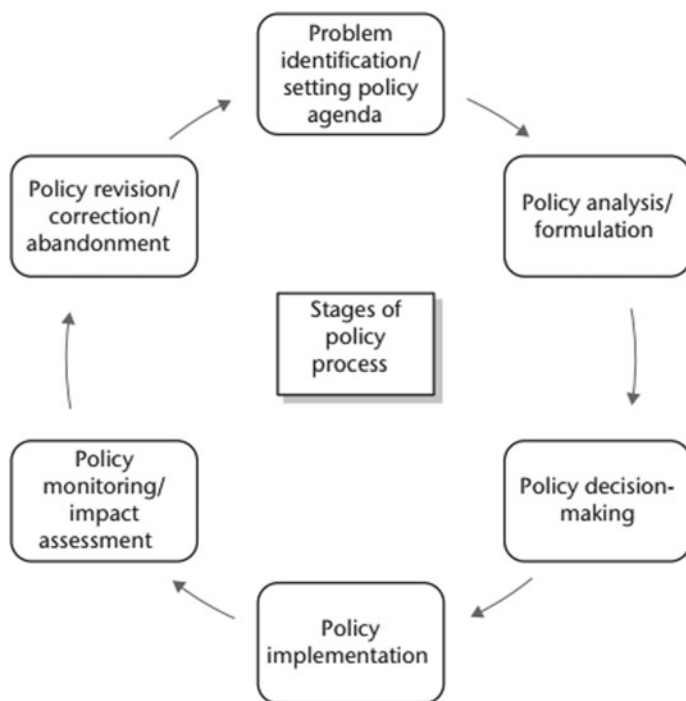 Problem
identification/
setting policy
agenda
Policy analysis/
formulation
Policy decision-
making
Policy
implementation
Policy
monitoring/
impact
assessment
Policy revision/
correction/
abandonment
Stages of
policy
process